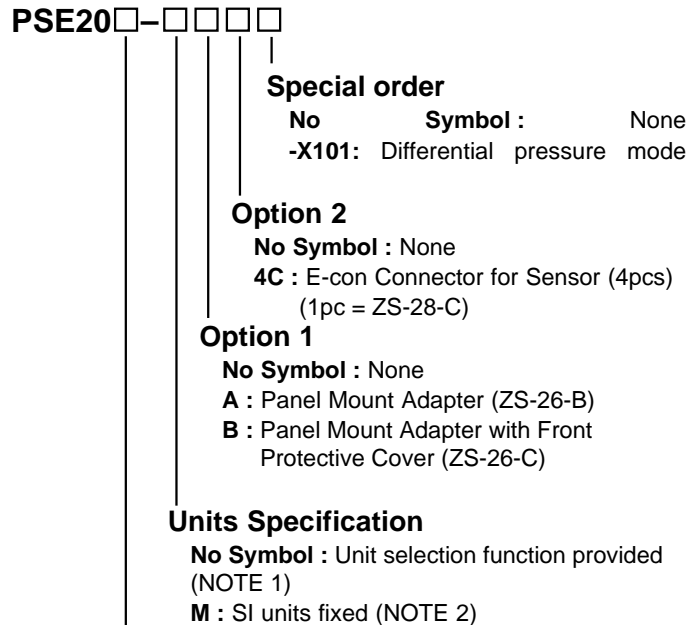 PSE20□–□□□□
Special order
No Symbol : None
-X101: Differential pressure mode
Option 2
No Symbol : None
4C : E-con Connector for Sensor (4pcs)
(1pc = ZS-28-C)
Option 1
No Symbol : None
A : Panel Mount Adapter (ZS-26-B)
B : Panel Mount Adapter with Front
Protective Cover (ZS-26-C)
Units Specification
No Symbol : Unit selection function provided
(NOTE 1)
M : SI units fixed (NOTE 2)